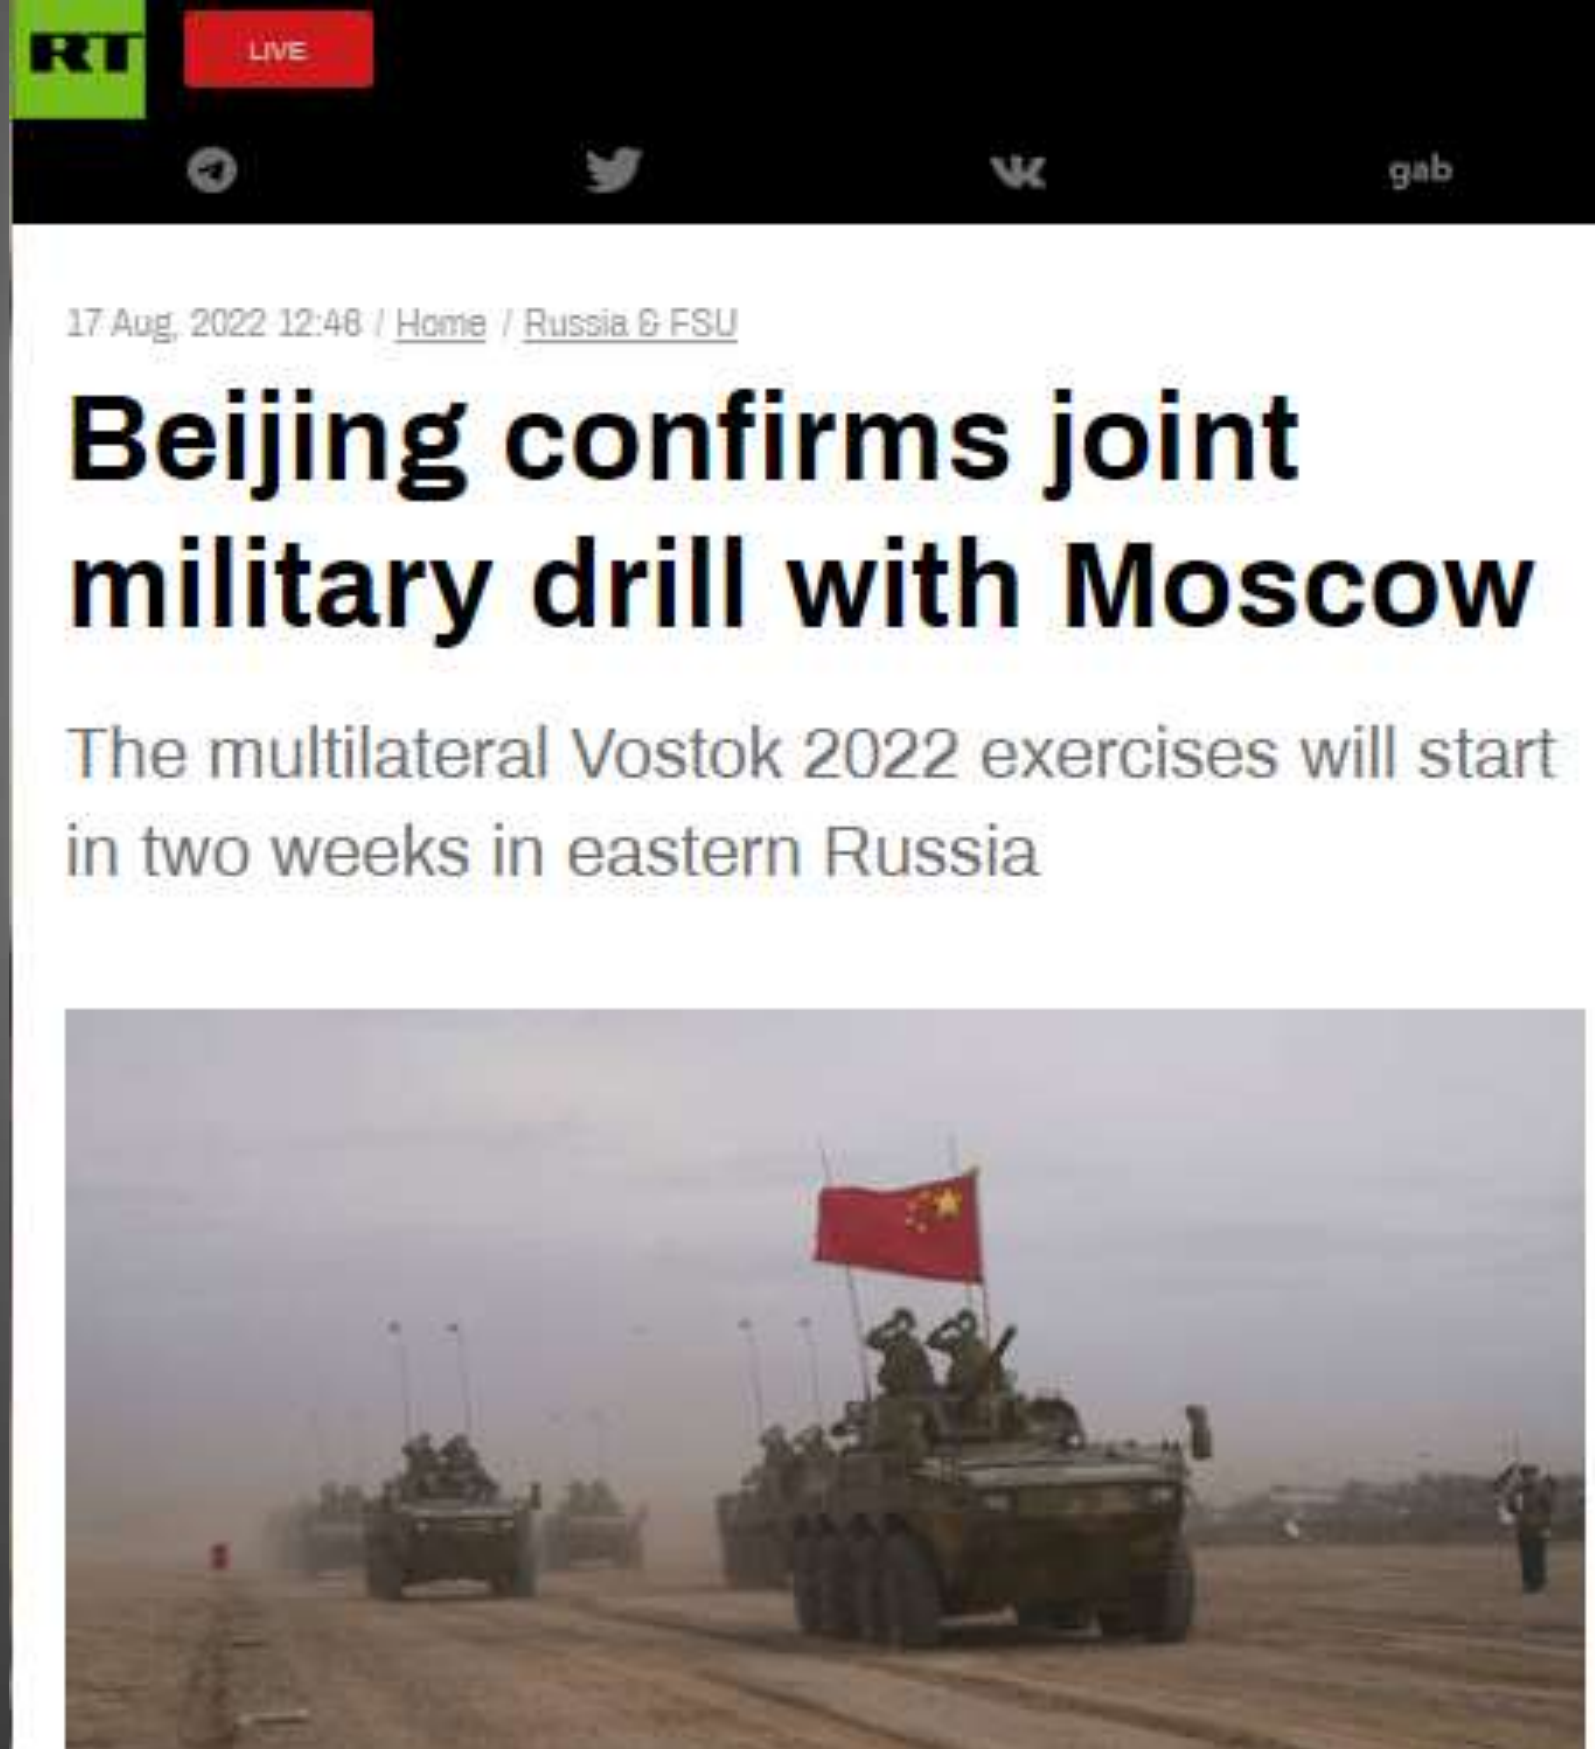 RT
LIVE
gab
17 Aug, 2022 12:46 / Home / Russia & FSU
Beijing confirms joint
military drill with Moscow
The multilateral Vostok 2022 exercises will start
in two weeks in eastern Russia